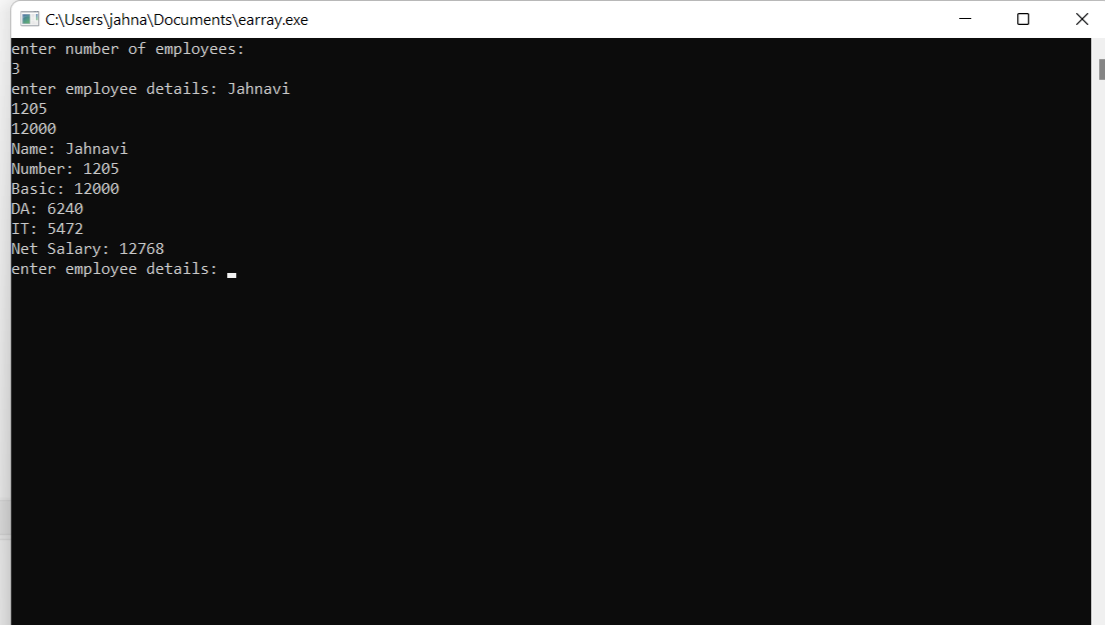 C:\Users\jahna\Documents\earray.exe
enter number of employees:
3
enter employee details: Jahnavi
1205
12000
Name: Jahnavi
Number: 1205
Basic: 12000
DA: 6240
IT: 5472
Net Salary: 12768
enter employee details: